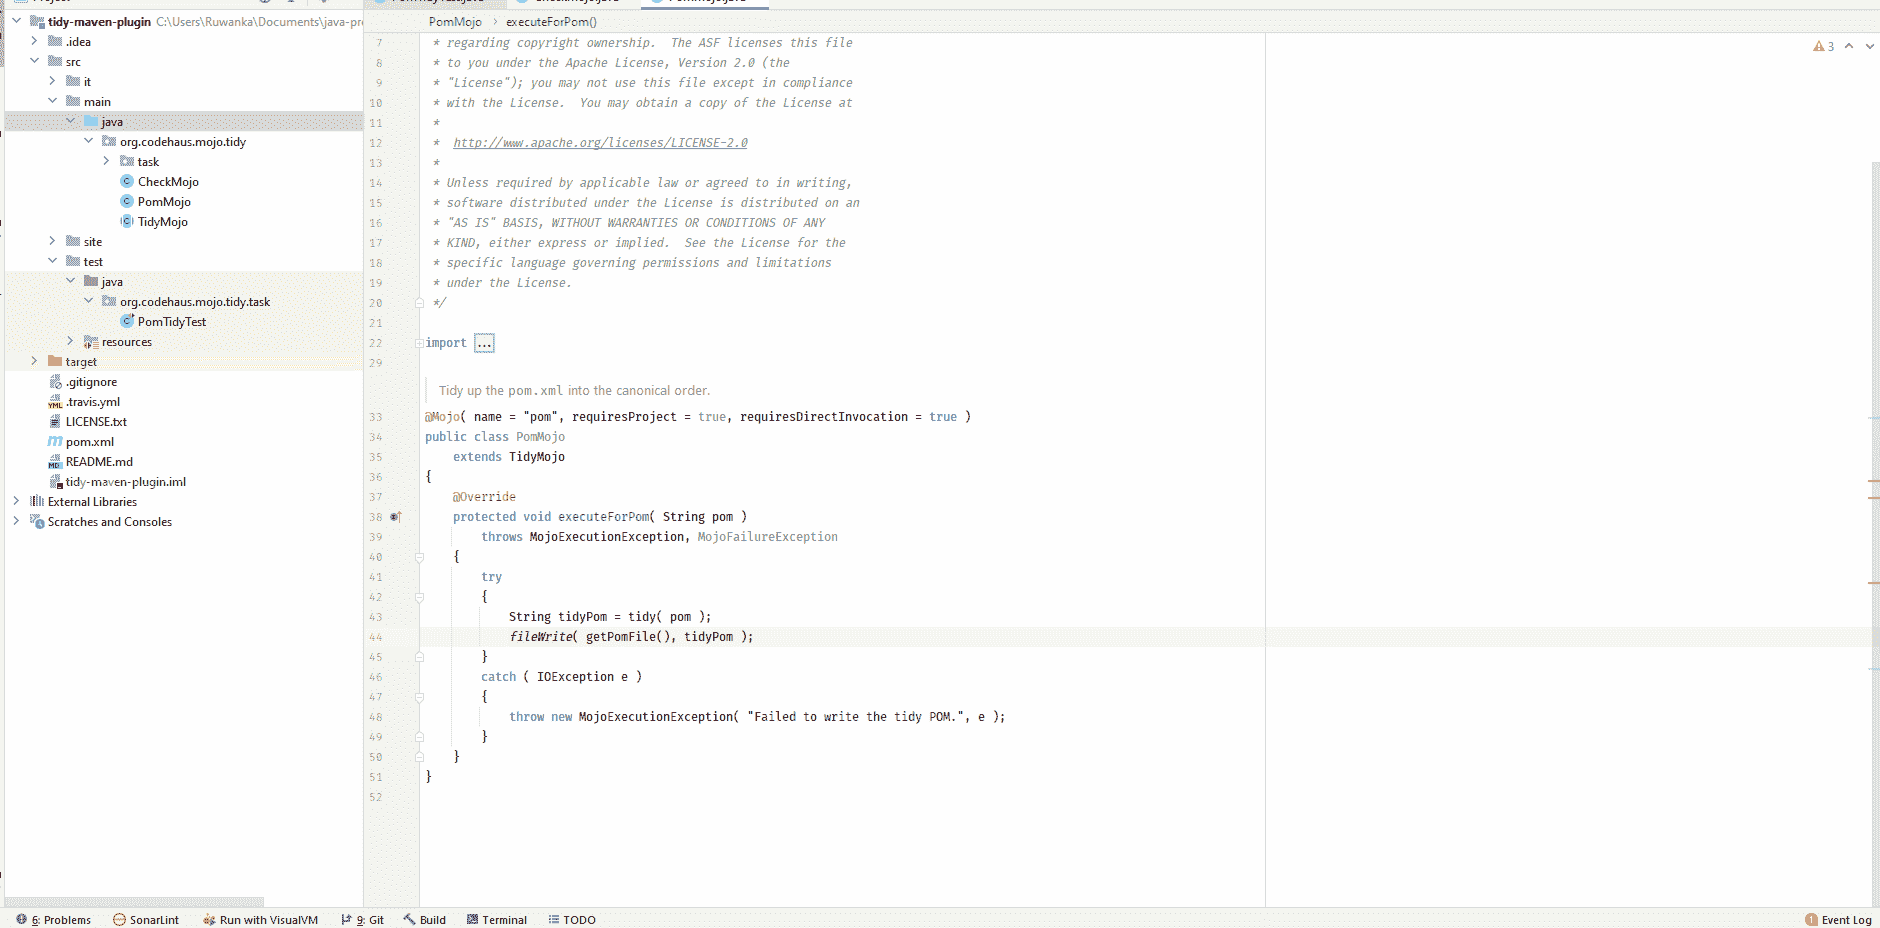 Project
tidy-maven-plugin C:\Users\Ruwanka\Documents\java-pr
.idea
src
it
main
java
org.codehaus.mojo.tidy
task
CheckMojo
PomMojo
TidyMojo
site
test
java
org.codehaus.mojo.tidy.task
PomTidyTest
resources
target
.gitignore
.travis.yml
LICENSE.txt
pom.xml
README.md
tidy-maven-plugin.iml
External Libraries
Scratches and Consoles
PomTidyTest.java CheckMojo.java PomMojo.java
PomMojo > executeForPom()
7 * regarding copyright ownership.  The ASF licenses this file
8 * to you under the Apache License, Version 2.0 (the
9 * "License"); you may not use this file except in compliance
10 * with the License.  You may obtain a copy of the License at
11 *
12 *  http://www.apache.org/licenses/LICENSE-2.0
13 *
14 * Unless required by applicable law or agreed to in writing,
15 * software distributed under the License is distributed on an
16 * "AS IS" BASIS, WITHOUT WARRANTIES OR CONDITIONS OF ANY
17 * KIND, either express or implied.  See the License for the
18 * specific language governing permissions and limitations
19 * under the License.
20 */
21
22 import ...
29
Tidy up the pom.xml into the canonical order.
33 @Mojo( name = "pom", requiresProject = true, requiresDirectInvocation = true )
34 public class PomMojo
35 extends TidyMojo
36 {
37 @Override
38 protected void executeForPom( String pom )
39 throws MojoExecutionException, MojoFailureException
40 {
41 try
42 {
43 String tidyPom = tidy( pom );
44 fileWrite( getPomFile(), tidyPom );
45 }
46 catch ( IOException e )
47 {
48 throw new MojoExecutionException( "Failed to write the tidy POM.", e );
49 }
50 }
51 }
52
3
6: Problems SonarLint Run with VisualVM 9: Git Build Terminal TODO
1 Event Log